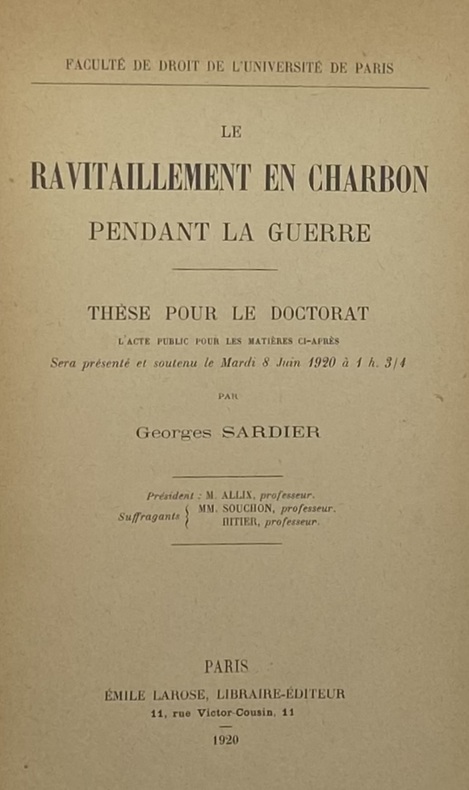 FACULTÉ DE DROIT DE L'UNIVERSITÉ DE PARIS
LE
RAVITAILLEMENT EN CHARBON
PENDANT LA GUERRE
THÈSE POUR LE DOCTORAT
L'ACTE PUBLIC POUR LES MATIÈRES CI-APRÈS
Sera présenté et soutenu le Mardi 8 Juin 1920 à 1 h. 3/4
PAR
Georges SARDIER
Président : M. ALLIX, professeur.
Suffragants { MM. SOUCHON, professeur.
HITIER, professeur.
PARIS
ÉMILE LAROSE, LIBRAIRE-ÉDITEUR
11, rue Victor-Cousin, 11
1920